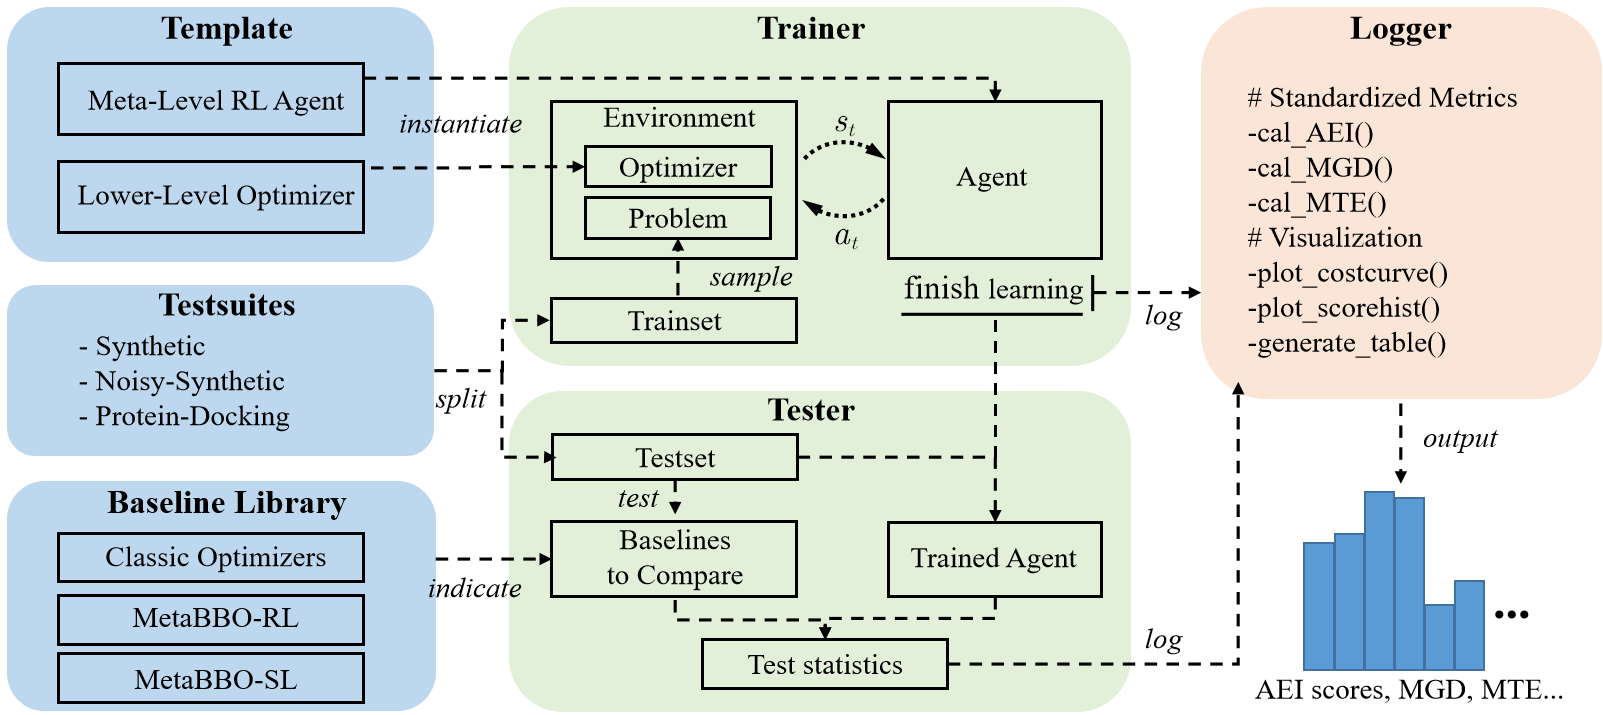 Template
Meta-Level RL Agent
Lower-Level Optimizer
instantiate
Testsuites
- Synthetic
- Noisy-Synthetic
- Protein-Docking
split
Baseline Library
Classic Optimizers
MetaBBO-RL
MetaBBO-SL
indicate
Trainer
Environment
Optimizer
Problem
sample
Trainset
s_t
a_t
Agent
finish learning
log
Tester
Testset
test
Baselines
to Compare
Trained Agent
Test statistics
log
Logger
# Standardized Metrics
-cal_AEI()
-cal_MGD()
-cal_MTE()
# Visualization
-plot_costcurve()
-plot_scorehist()
-generate_table()
output
...
AEI scores, MGD, MTE...